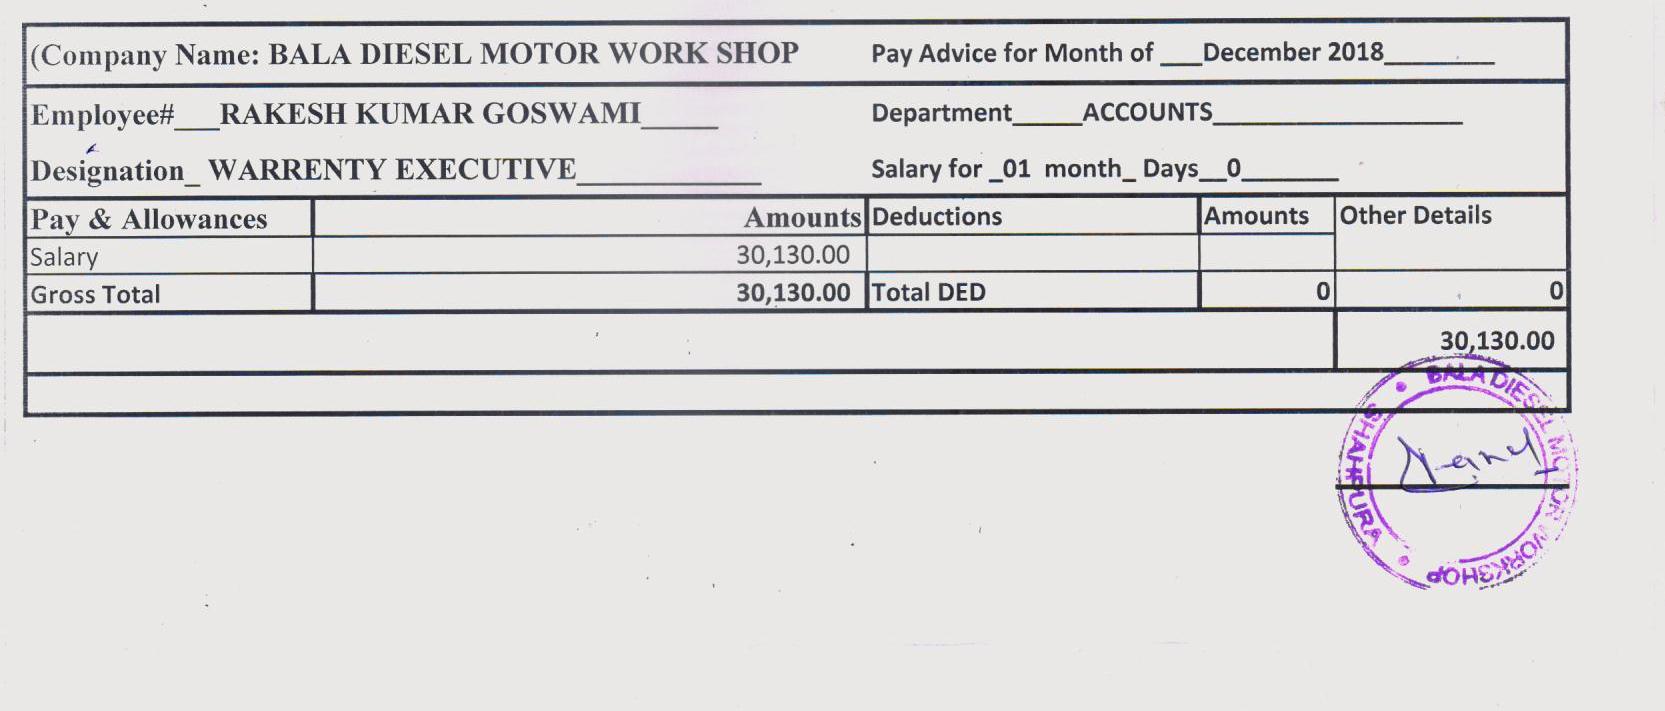 (Company Name: BALA DIESEL MOTOR WORK SHOP Pay Advice for Month of ___December 2018________
Employee#___RAKESH KUMAR GOSWAMI_____ Department_____ACCOUNTS__________________
Designation_ WARRENTY EXECUTIVE____________ Salary for _01 month_ Days__0_______
Pay & Allowances Amounts Deductions Amounts Other Details
Salary 30,130.00
Gross Total 30,130.00 Total DED 0 0
30,130.00
BALA DIESEL MOTOR WORKSHOP
SHAHPURA